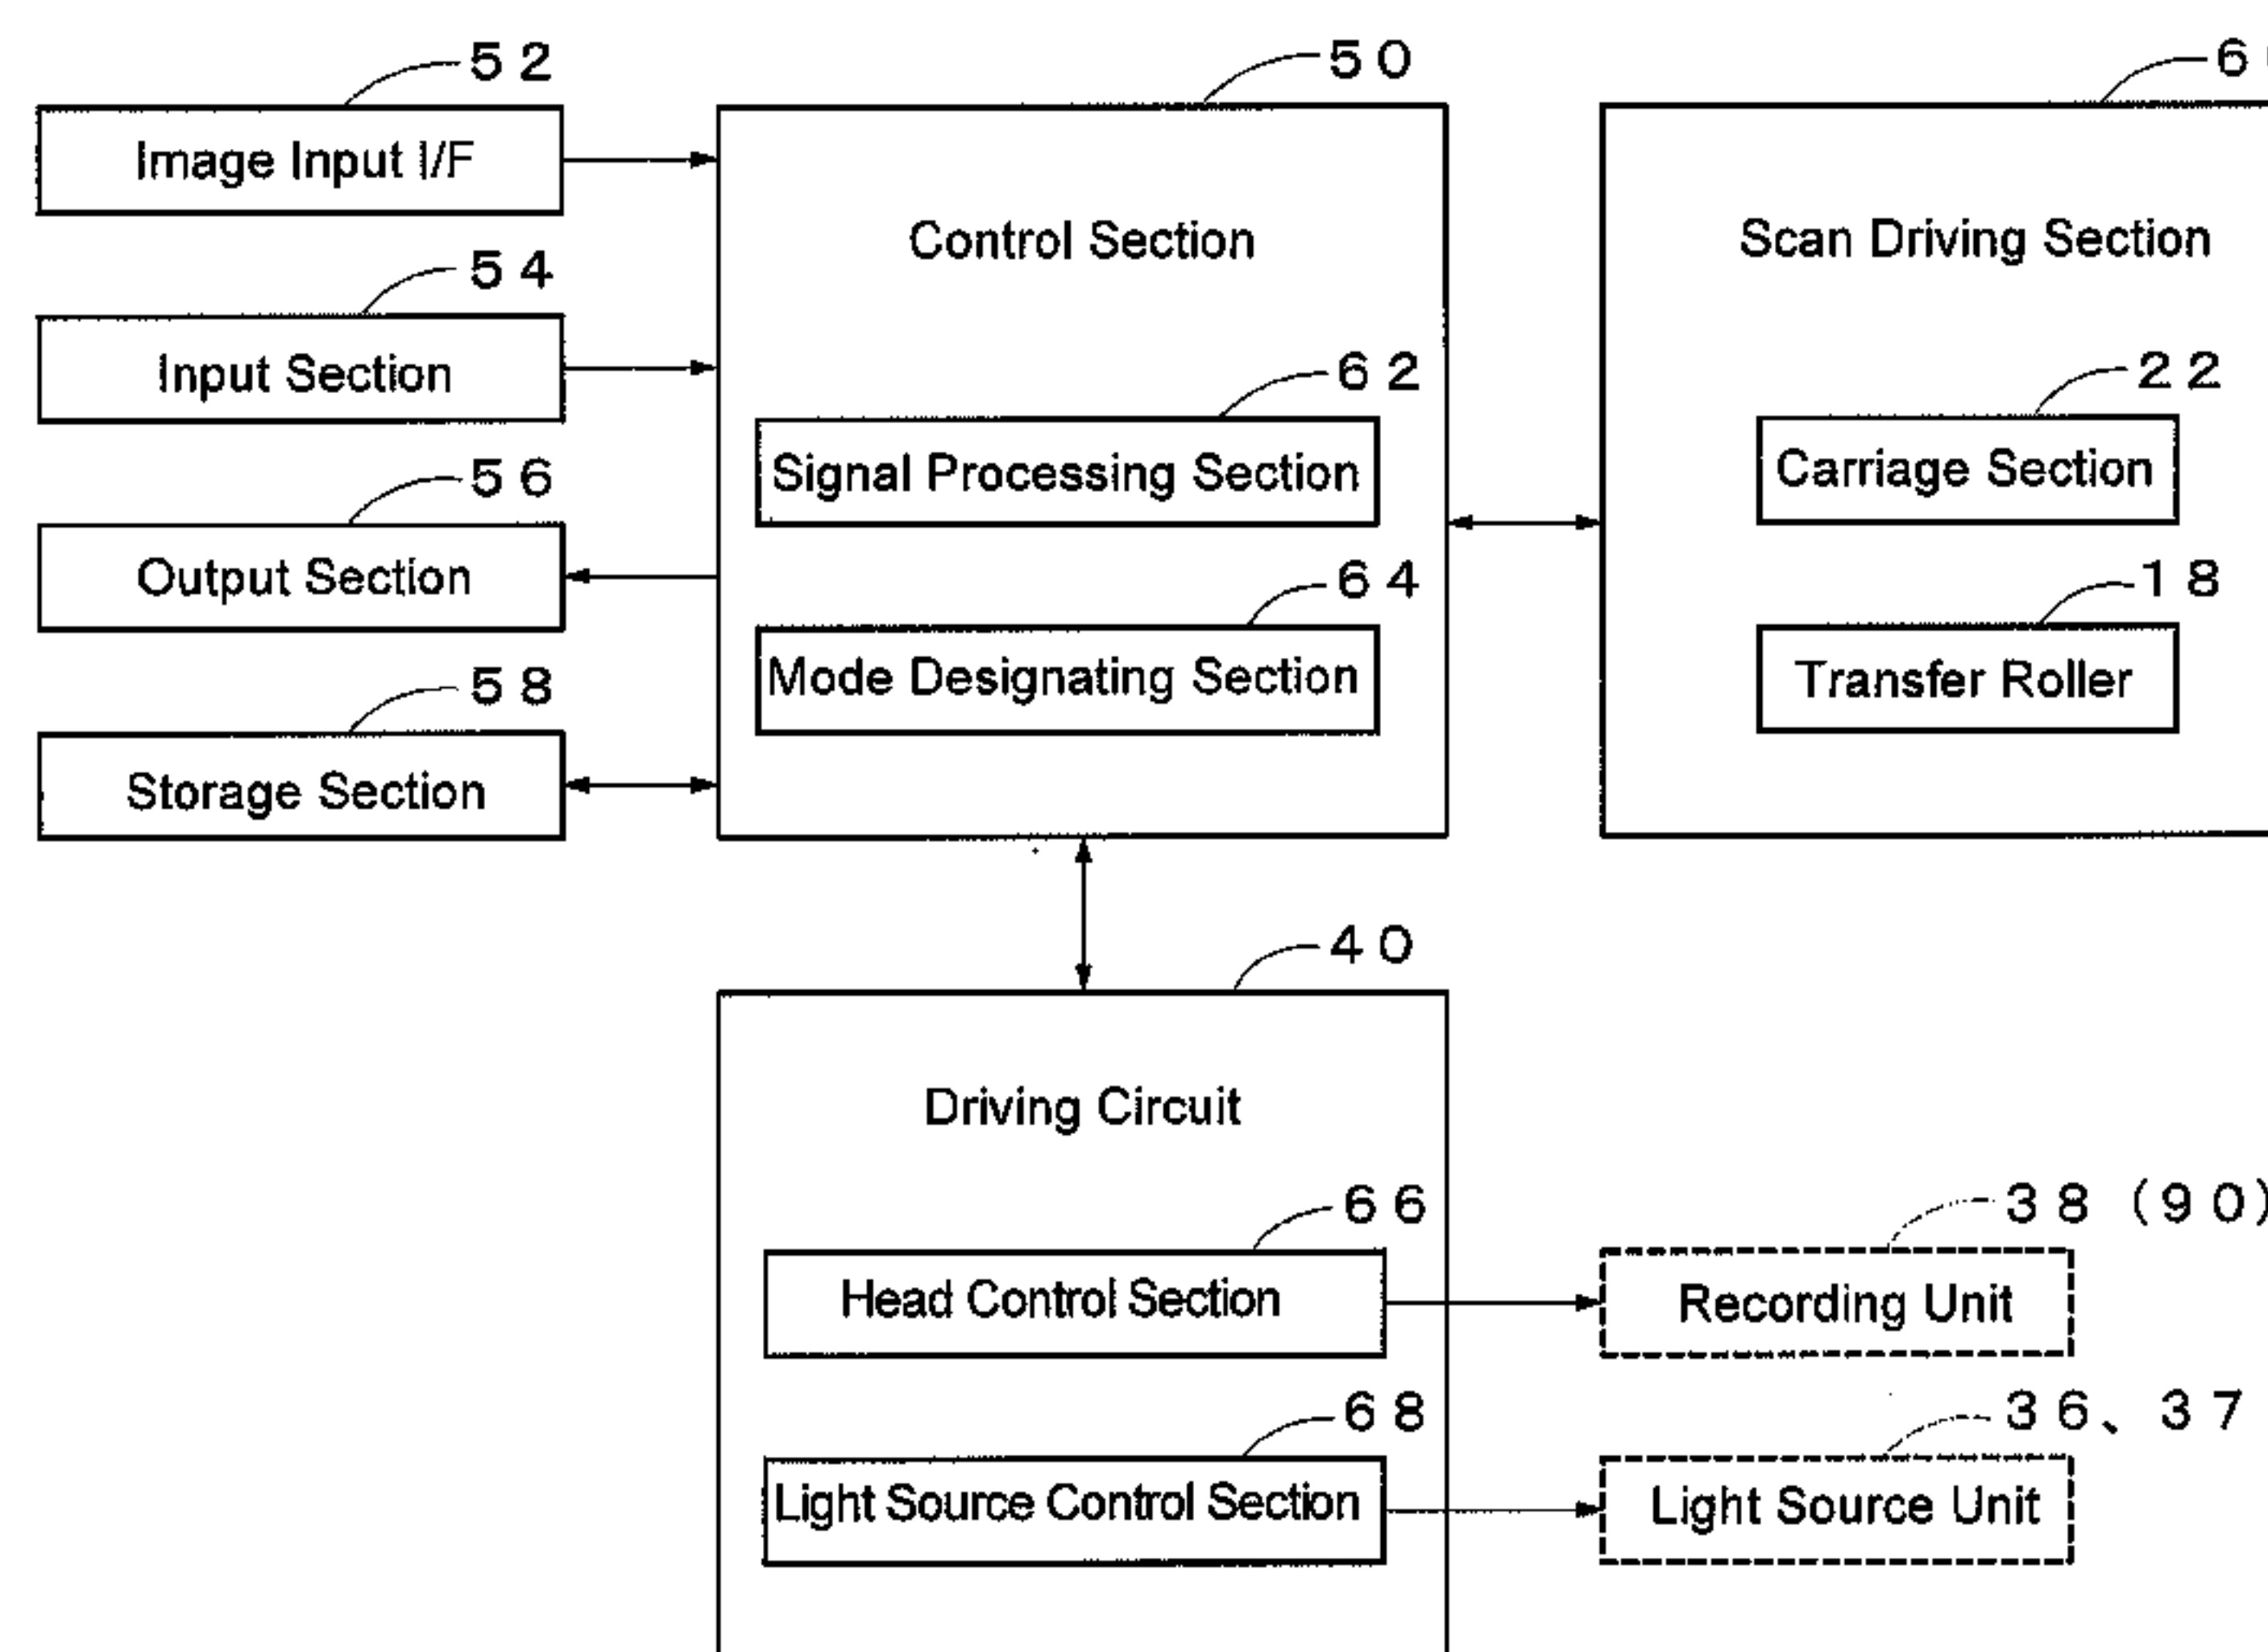 52
Image Input I/F
54
Input Section
56
Output Section
58
Storage Section
50
Control Section
62
Signal Processing Section
64
Mode Designating Section
Scan Driving Section
22
Carriage Section
18
Transfer Roller
40
Driving Circuit
66
Head Control Section
68
Light Source Control Section
38 (90)
Recording Unit
36、37
Light Source Unit